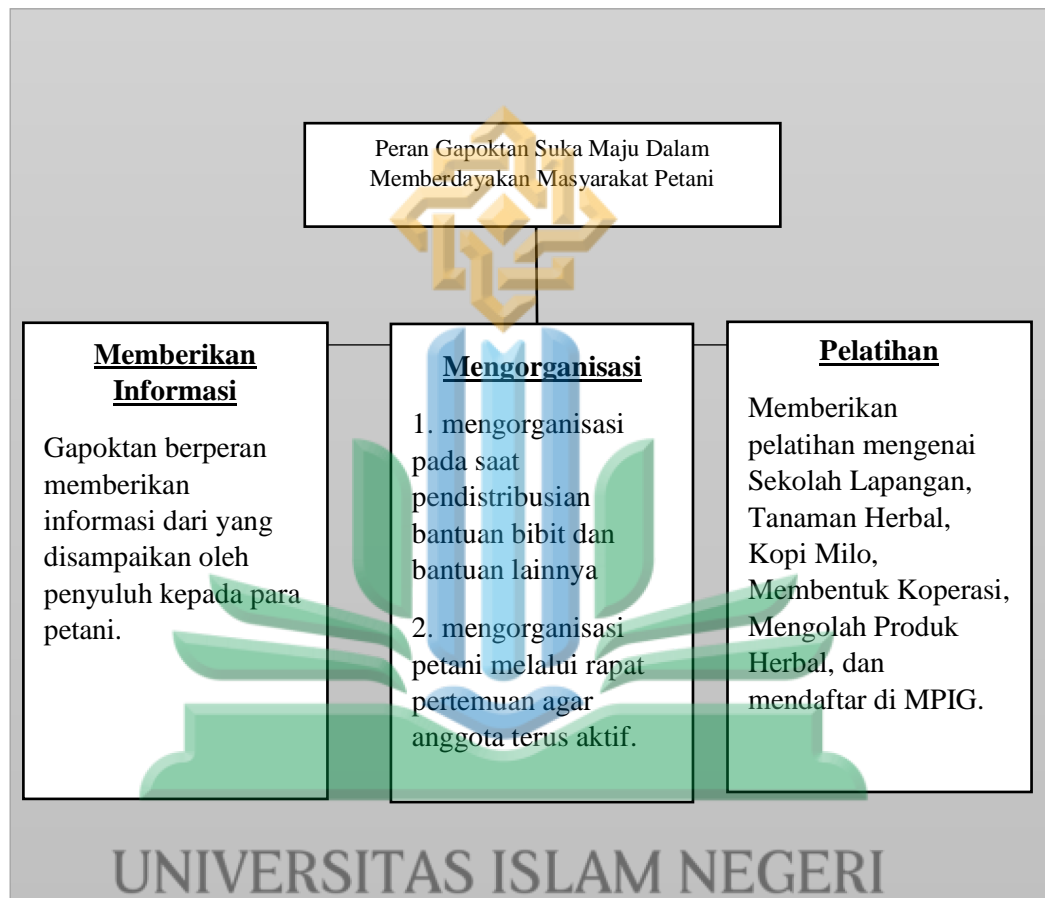 Peran Gapoktan Suka Maju Dalam
Memberdayakan Masyarakat Petani
Memberikan
Informasi
Gapoktan berperan
memberikan
informasi dari yang
disampaikan oleh
penyuluh kepada para
petani.
Mengorganisasi
1. mengorganisasi
pada saat
pendistribusian
bantuan bibit dan
bantuan lainnya
2. mengorganisasi
petani melalui rapat
pertemuan agar
anggota terus aktif.
Pelatihan
Memberikan
pelatihan mengenai
Sekolah Lapangan,
Tanaman Herbal,
Kopi Milo,
Membentuk Koperasi,
Mengolah Produk
Herbal, dan
mendaftar di MPIG.
UNIVERSITAS ISLAM NEGERI